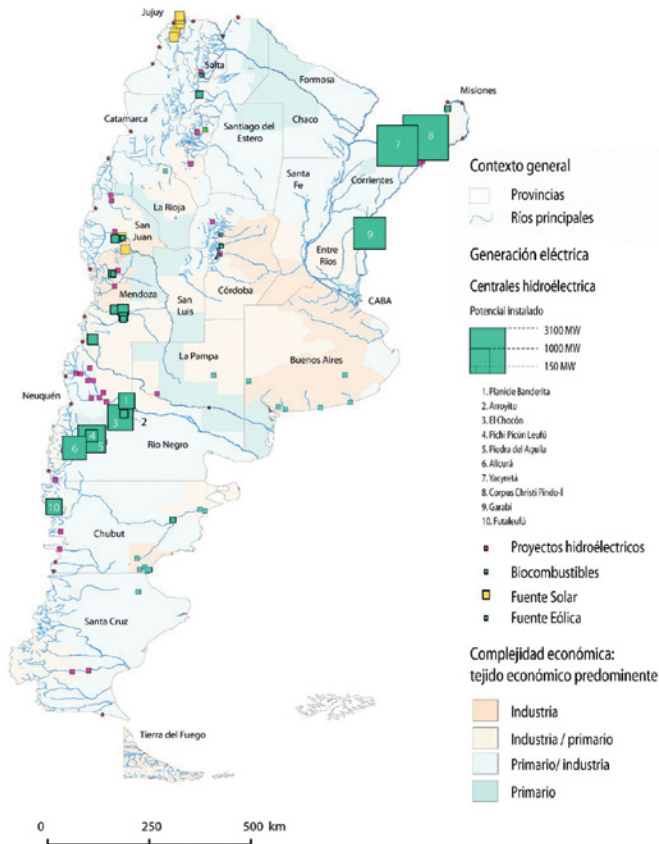 Jujuy
Salta
Formosa
Misiones
Chaco
Catamarca
Santiago del
Estero
7
8
Contexto general
Provincias
Ríos principales
Santa
Fe
Corrientes
La Rioja
San
Juan
9
Entre
Ríos
Generación eléctrica
Centrales hidroélectrica
Potencial instalado
3100 MW
1000 MW
150 MW
Córdoba
Mendoza
San
Luis
CABA
La Pampa
Buenos Aires
Neuquén
1
2
3
4
5
6
Rio Negro
1. Planicie Banderita
2. Arroyito
3. El Chocón
4. Pichi Picún Leufú
5. Piedra del Aguila
6. Alicurá
7. Yacyretá
8. Corpus Christi Pindo-Í
9. Garabí
10. Futaleufú
10
Chubut
Proyectos hidroélectricos
Biocombustibles
Fuente Solar
Fuente Eólica
Santa Cruz
Complejidad económica:
tejido económico predominente
Industria
Industria / primario
Primario/ industria
Primario
Tierra del Fuego
0 250 500 km